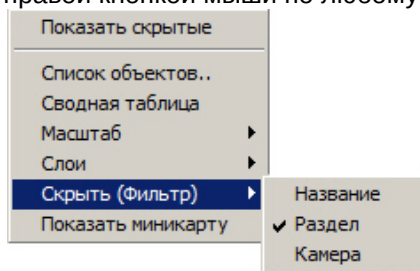 правой кнопкой мыши по любому
Показать скрытые
Список объектов..
Сводная таблица
Масштаб
Слои
Скрыть (Фильтр)
Показать миникарту
Название
Раздел
Камера